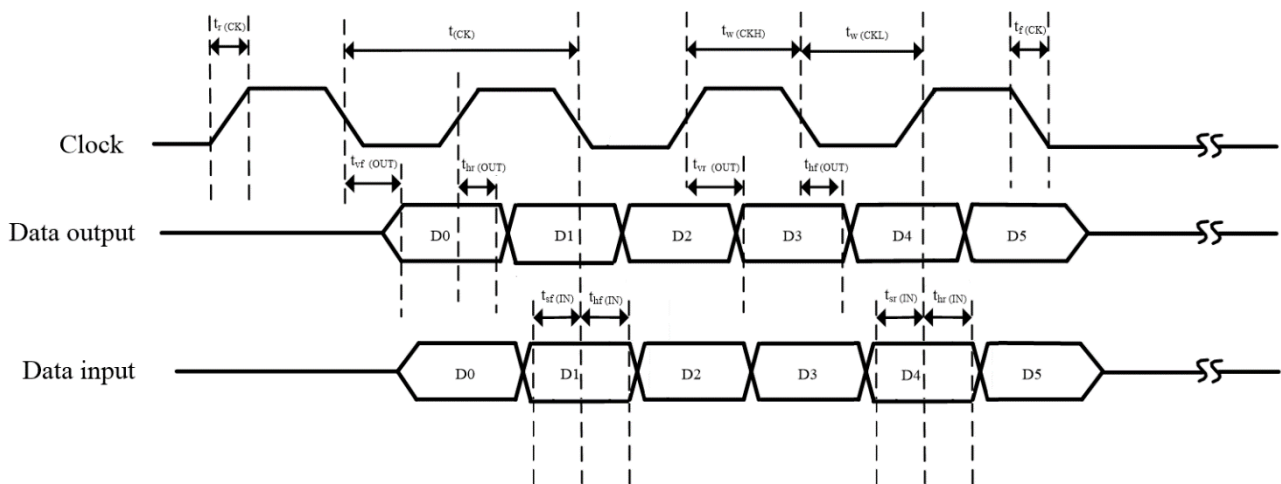 t(CK)
tr (CK)
tw (CKH)
tw (CKL)
tf (CK)
Clock
tvf (OUT)
thr (OUT)
tvr (OUT)
thf (OUT)
Data output
D0
D1
D2
D3
D4
D5
tsf (IN)
thf (IN)
tsr (IN)
thr (IN)
Data input
D0
D1
D2
D3
D4
D5